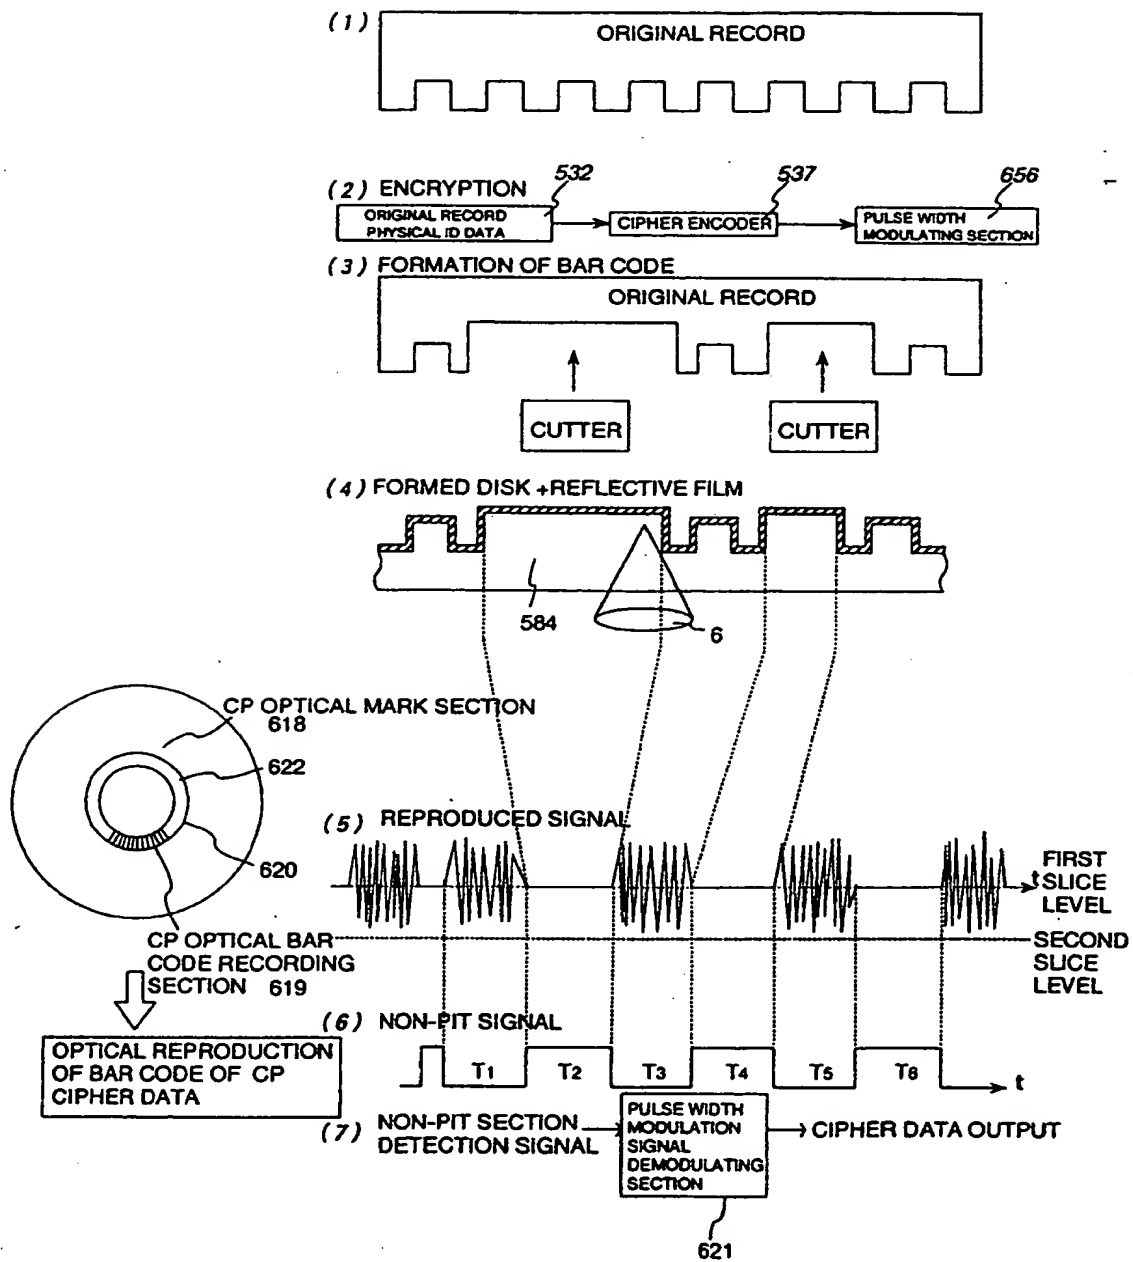 (1)
ORIGINAL RECORD
(2) ENCRYPTION
532
537
656
ORIGINAL RECORD
PHYSICAL ID DATA
CIPHER ENCODER
PULSE WIDTH
MODULATING SECTION
(3) FORMATION OF BAR CODE
ORIGINAL RECORD
CUTTER
CUTTER
(4) FORMED DISK +REFLECTIVE FILM
584
6
CP OPTICAL MARK SECTION
618
622
620
CP OPTICAL BAR
CODE RECORDING
SECTION 619
OPTICAL REPRODUCTION
OF BAR CODE OF CP
CIPHER DATA
(5) REPRODUCED SIGNAL
t
FIRST
SLICE
LEVEL
SECOND
SLICE
LEVEL
(6) NON-PIT SIGNAL
T1 T2 T3 T4 T5 T6
t
(7) NON-PIT SECTION
DETECTION SIGNAL
PULSE WIDTH
MODULATION
SIGNAL
DEMODULATING
SECTION
CIPHER DATA OUTPUT
621